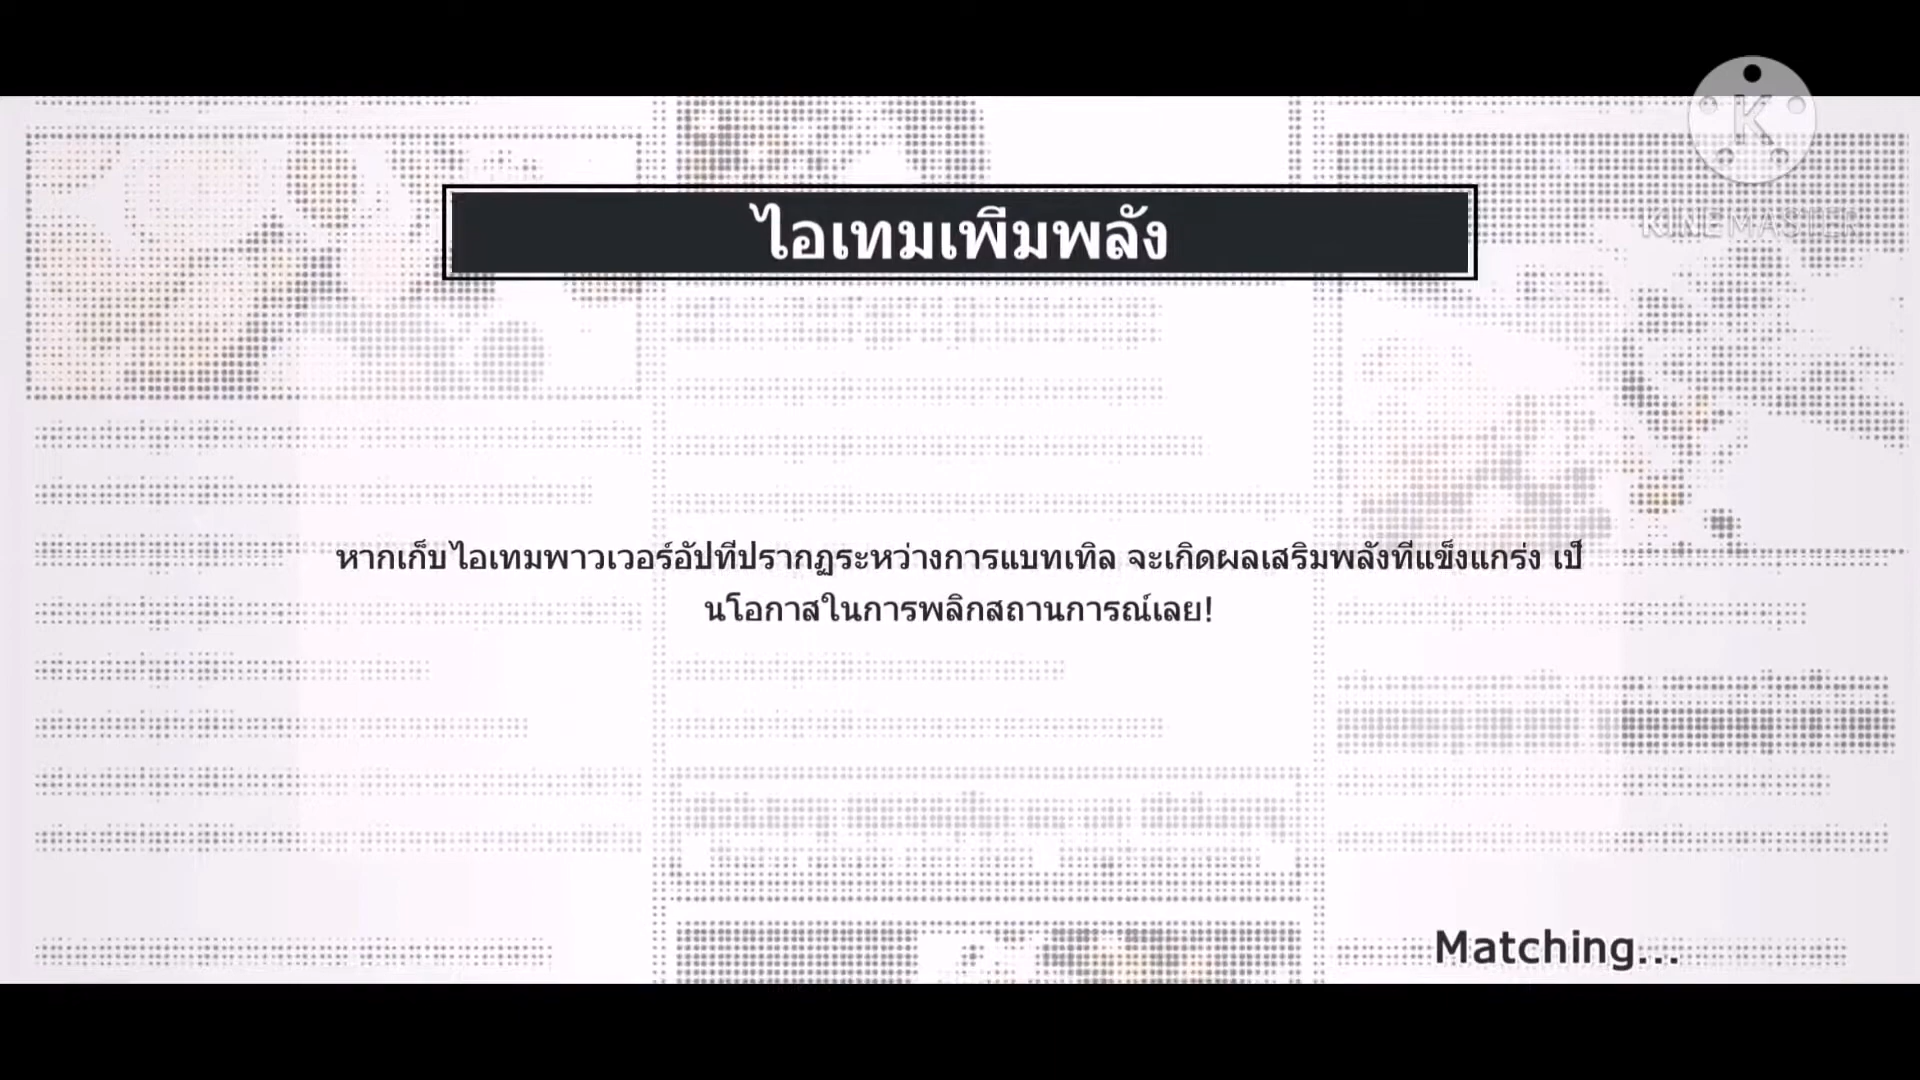 KINEMASTER
ไอเทมเพิ่มพลัง
หากเก็บไอเทมพาวเวอร์อัปที่ปรากฏระหว่างการแบทเทิล จะเกิดผลเสริมพลังที่แข็งแกร่ง เป็
นโอกาสในการพลิกสถานการณ์เลย!
Matching...